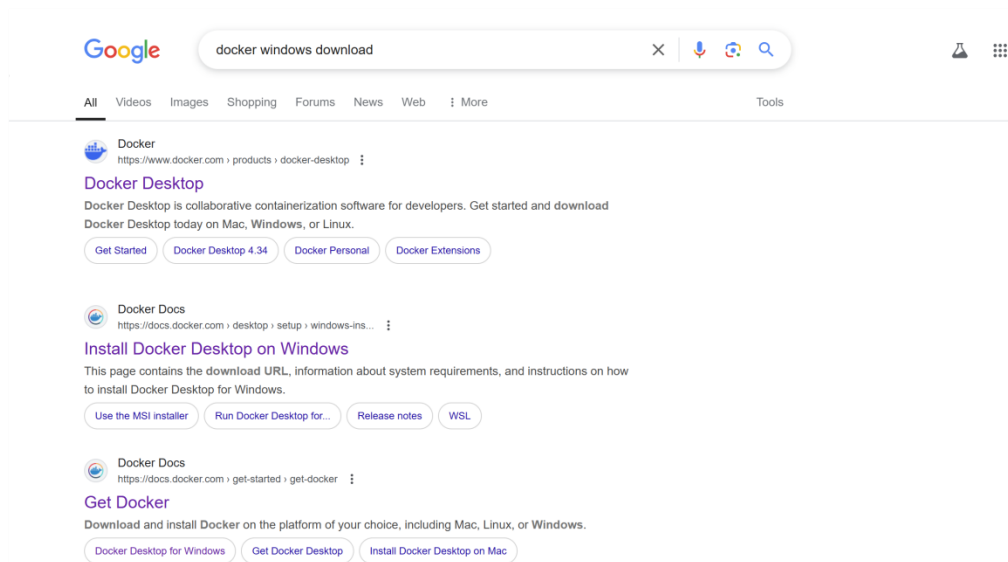 Google
docker windows download
All Videos Images Shopping Forums News Web More Tools
Docker
https://www.docker.com › products › docker-desktop
Docker Desktop
Docker Desktop is collaborative containerization software for developers. Get started and download
Docker Desktop today on Mac, Windows, or Linux.
Get Started Docker Desktop 4.34 Docker Personal Docker Extensions
Docker Docs
https://docs.docker.com › desktop › setup › windows-ins...
Install Docker Desktop on Windows
This page contains the download URL, information about system requirements, and instructions on how
to install Docker Desktop for Windows.
Use the MSI installer Run Docker Desktop for... Release notes WSL
Docker Docs
https://docs.docker.com › get-started › get-docker
Get Docker
Download and install Docker on the platform of your choice, including Mac, Linux, or Windows.
Docker Desktop for Windows Get Docker Desktop Install Docker Desktop on Mac